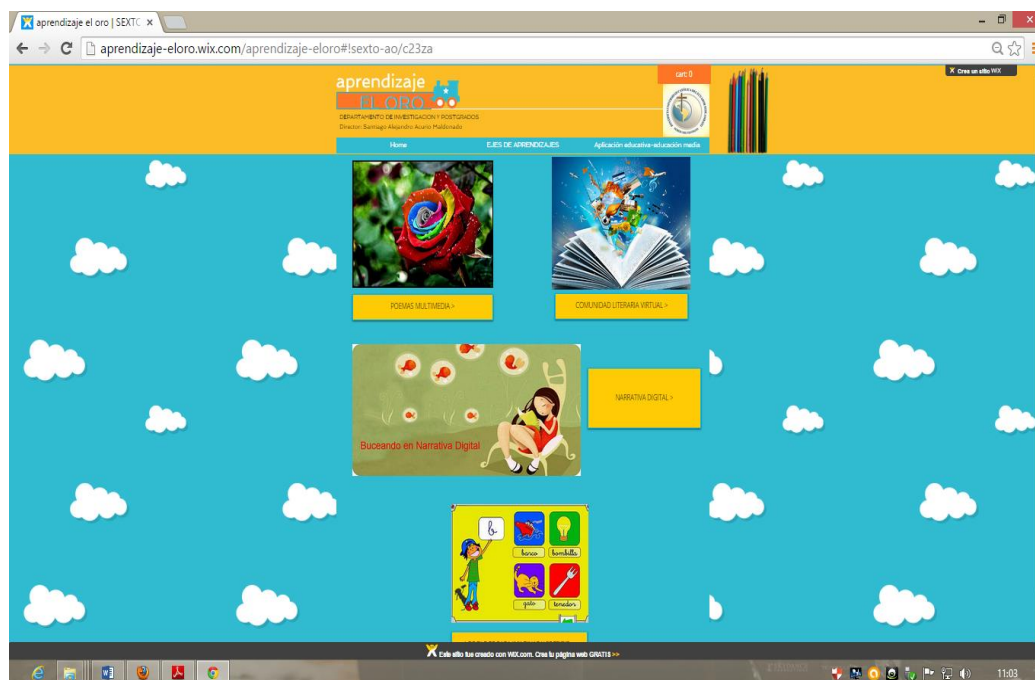 aprendizaje el oro | SEXTO
aprendizaje-eloro.wix.com/aprendizaje-eloro#!sexto-ao/c23za
X Crea un sitio WIX
cart: 0
aprendizaje
EL ORO
DEPARTAMENTO DE INVESTIGACION Y POSTGRADOS
Director: Santiago Alejandro Acurio Maldonado
Home EJES DE APRENDIZAJES Aplicación educativa-educación media
POEMAS MULTIMEDIA >
COMUNIDAD LITERARIA VIRTUAL >
NARRATIVA DIGITAL >
Buceando en Narrativa Digital
b
barco bombilla
gato tenedor
Este sitio fue creado con WIX.com. Crea tu página web GRATIS >>
11:03